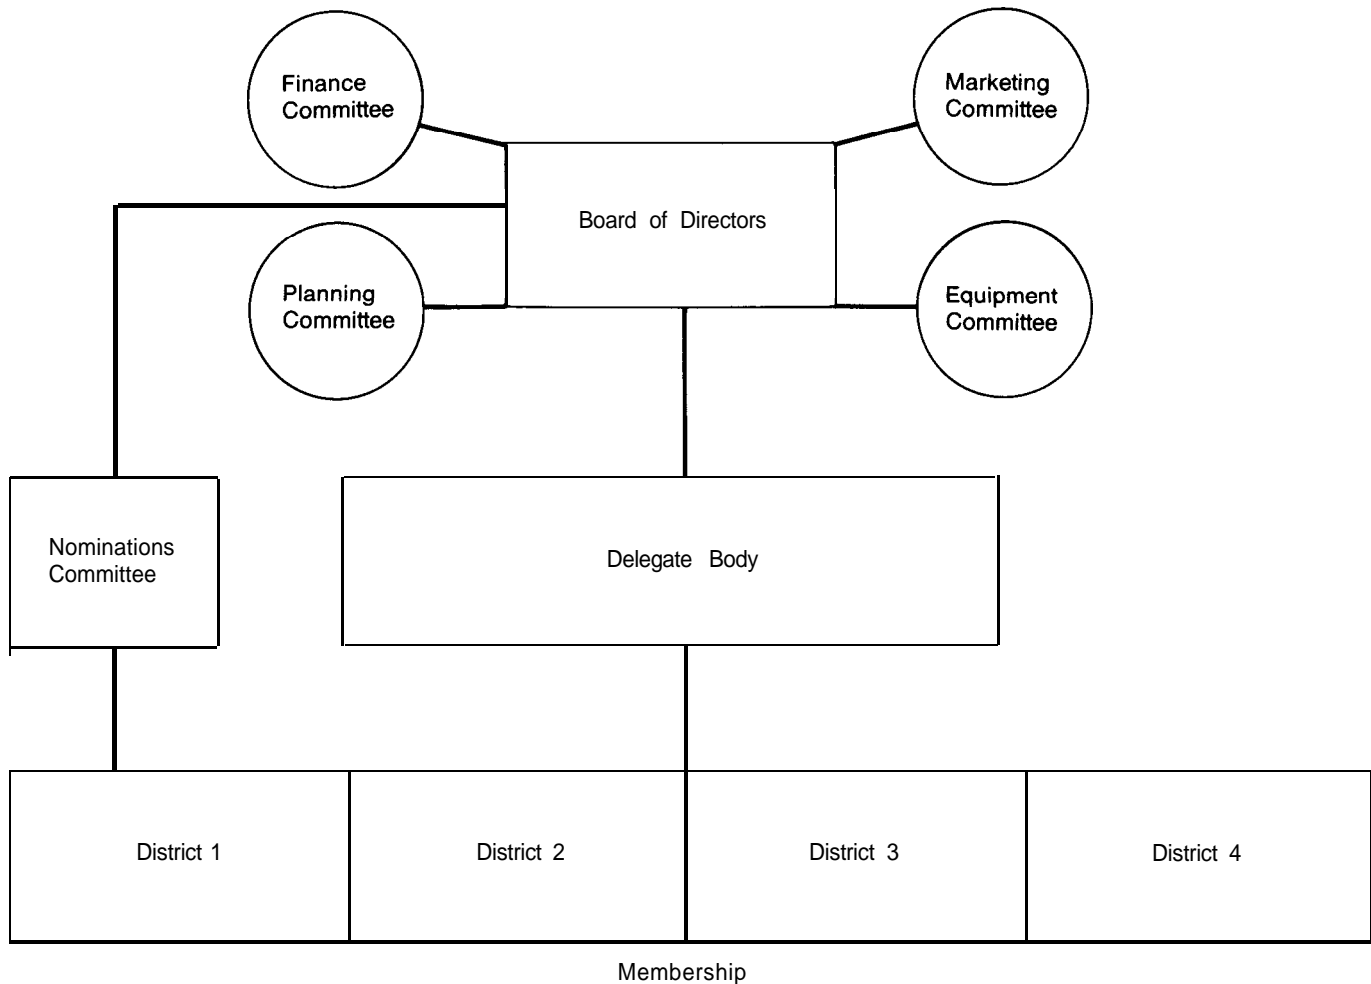 Finance
Committee
Marketing
Committee
Board of Directors
Planning
Committee
Equipment
Committee
Nominations
Committee
Delegate Body
District 1
District 2
District 3
District 4
Membership